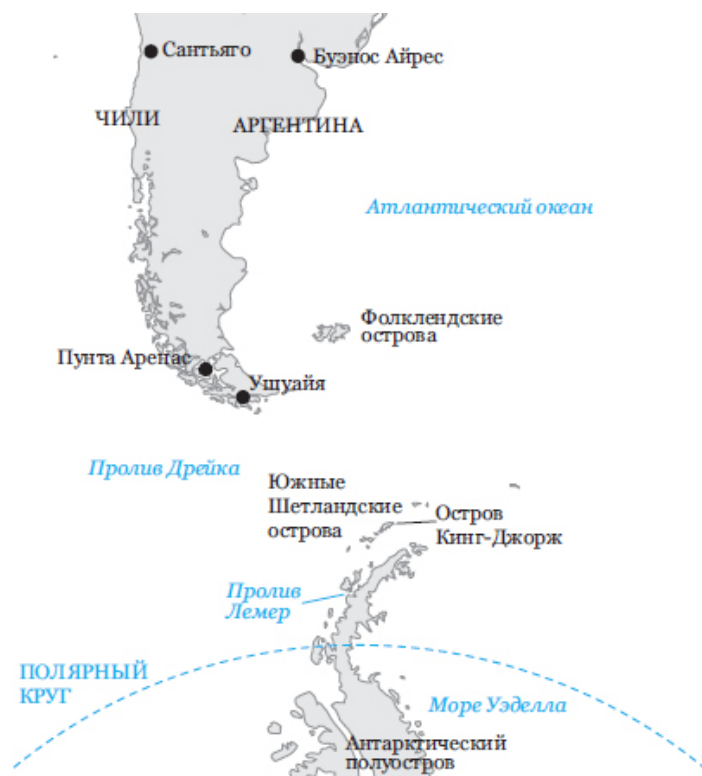 Сантьяго
Буэнос Айрес
ЧИЛИ
АРГЕНТИНА
Атлантический океан
Фолклендские
острова
Пунта Аренас
Ушуайя
Пролив Дрейка
Южные
Шетландские
острова
Остров
Кинг-Джорж
Пролив
Лемер
ПОЛЯРНЫЙ
КРУГ
Море Уэделла
Антарктический
полуостров